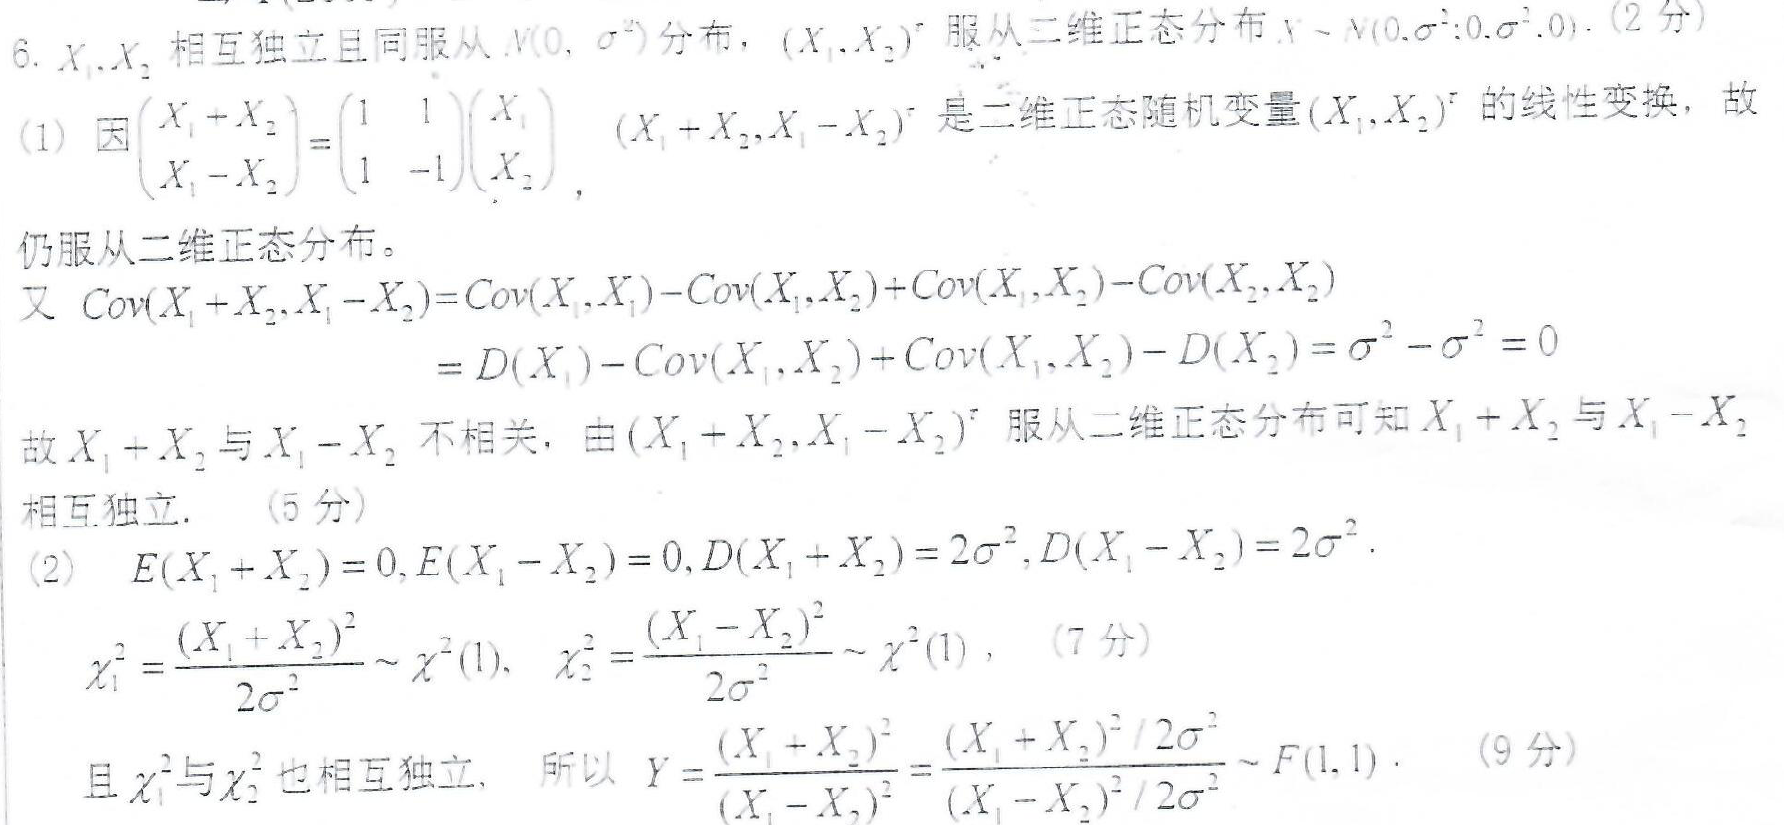 6. X₁,X₂ 相互独立且同服从 N(0, σ²)分布, (X₁,X₂)ᵀ 服从二维正态分布 X ~ N(0,σ²;0,σ²,0). (2 分)
(1) 因(X₁+X₂ X₁−X₂)=(1 1 1 −1)(X₁ X₂), (X₁+X₂,X₁−X₂)ᵀ 是二维正态随机变量(X₁,X₂)ᵀ 的线性变换, 故
仍服从二维正态分布。
又 Cov(X₁+X₂,X₁−X₂)=Cov(X₁,X₁)−Cov(X₁,X₂)+Cov(X₁,X₂)−Cov(X₂,X₂)
=D(X₁)−Cov(X₁,X₂)+Cov(X₁,X₂)−D(X₂)=σ²−σ²=0
故 X₁+X₂ 与 X₁−X₂ 不相关, 由(X₁+X₂,X₁−X₂)ᵀ 服从二维正态分布可知 X₁+X₂ 与 X₁−X₂
相互独立. (5 分)
(2) E(X₁+X₂)=0,E(X₁−X₂)=0,D(X₁+X₂)=2σ²,D(X₁−X₂)=2σ².
χ₁²=(X₁+X₂)²/2σ² ~ χ²(1), χ₂²=(X₁−X₂)²/2σ² ~ χ²(1), (7 分)
且 χ₁²与χ₂² 也相互独立, 所以 Y=(X₁+X₂)²/(X₁−X₂)²=(X₁+X₂)²/2σ²/(X₁−X₂)²/2σ² ~ F(1,1). (9 分)